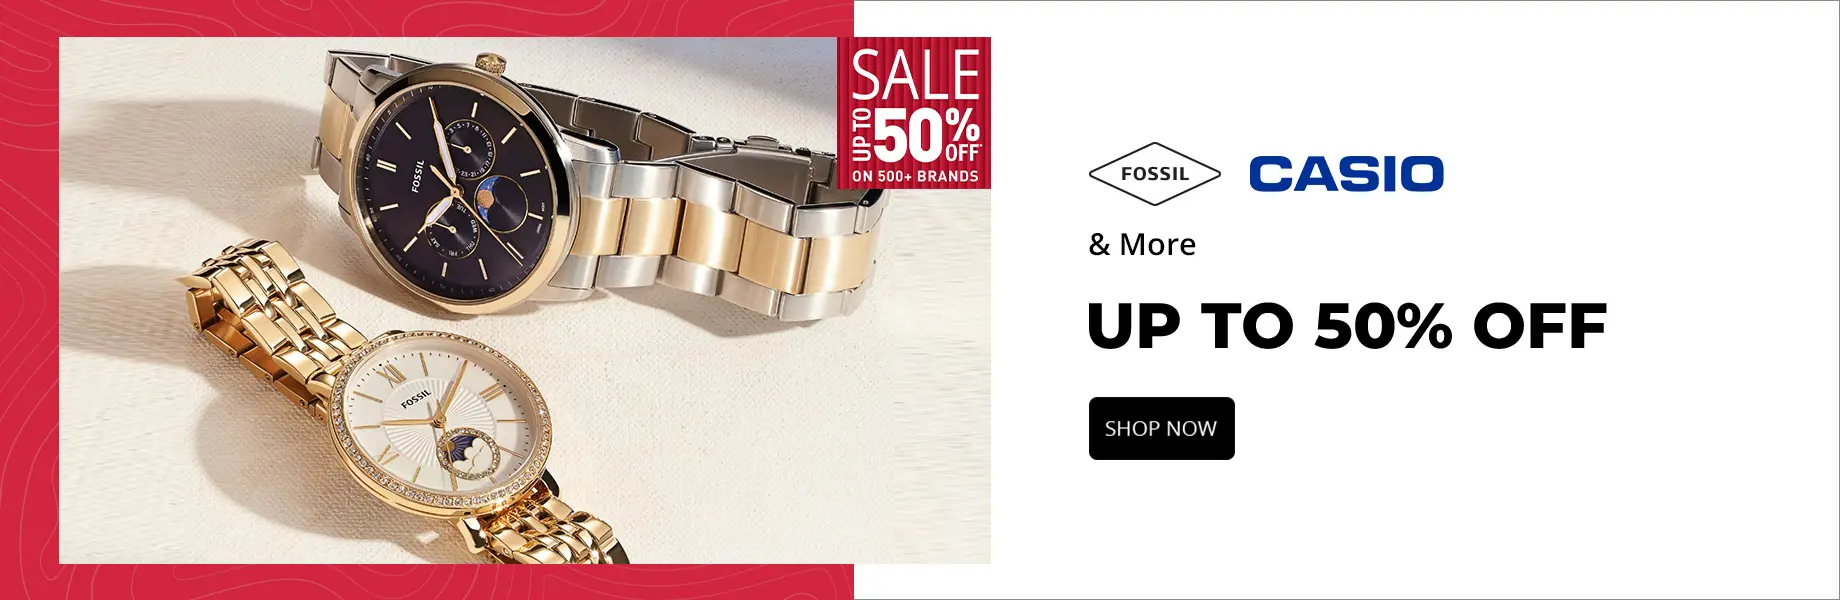 SALE
UP TO
50%
OFF*
ON 500+ BRANDS
FOSSIL
FOSSIL
XII
FOSSIL
CASIO
& More
UP TO 50% OFF
SHOP NOW